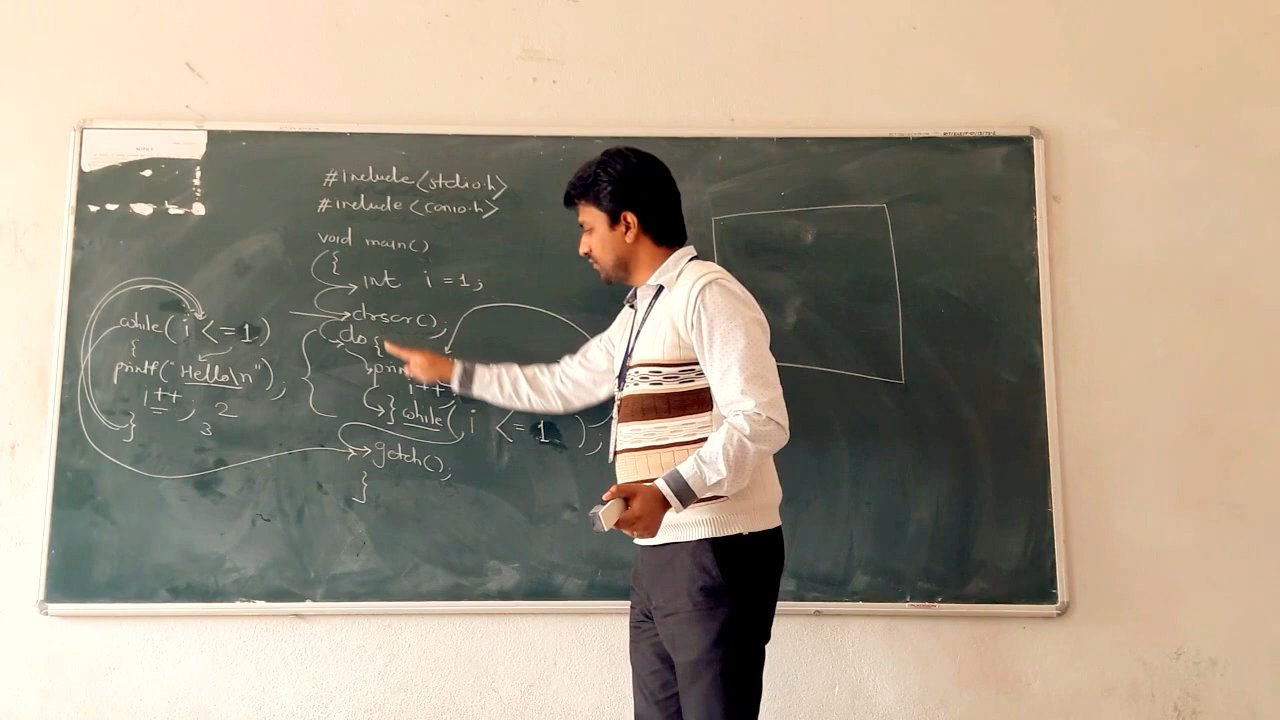 #include<stdio.h>
#include<conio.h>
void main()
{
int i = 1;
clrscr();
do {
prin
i++
} while( i <= 1 );
getch();
}
while( i <= 1 )
{
printf("Hello\n");
i++; 2
3
}